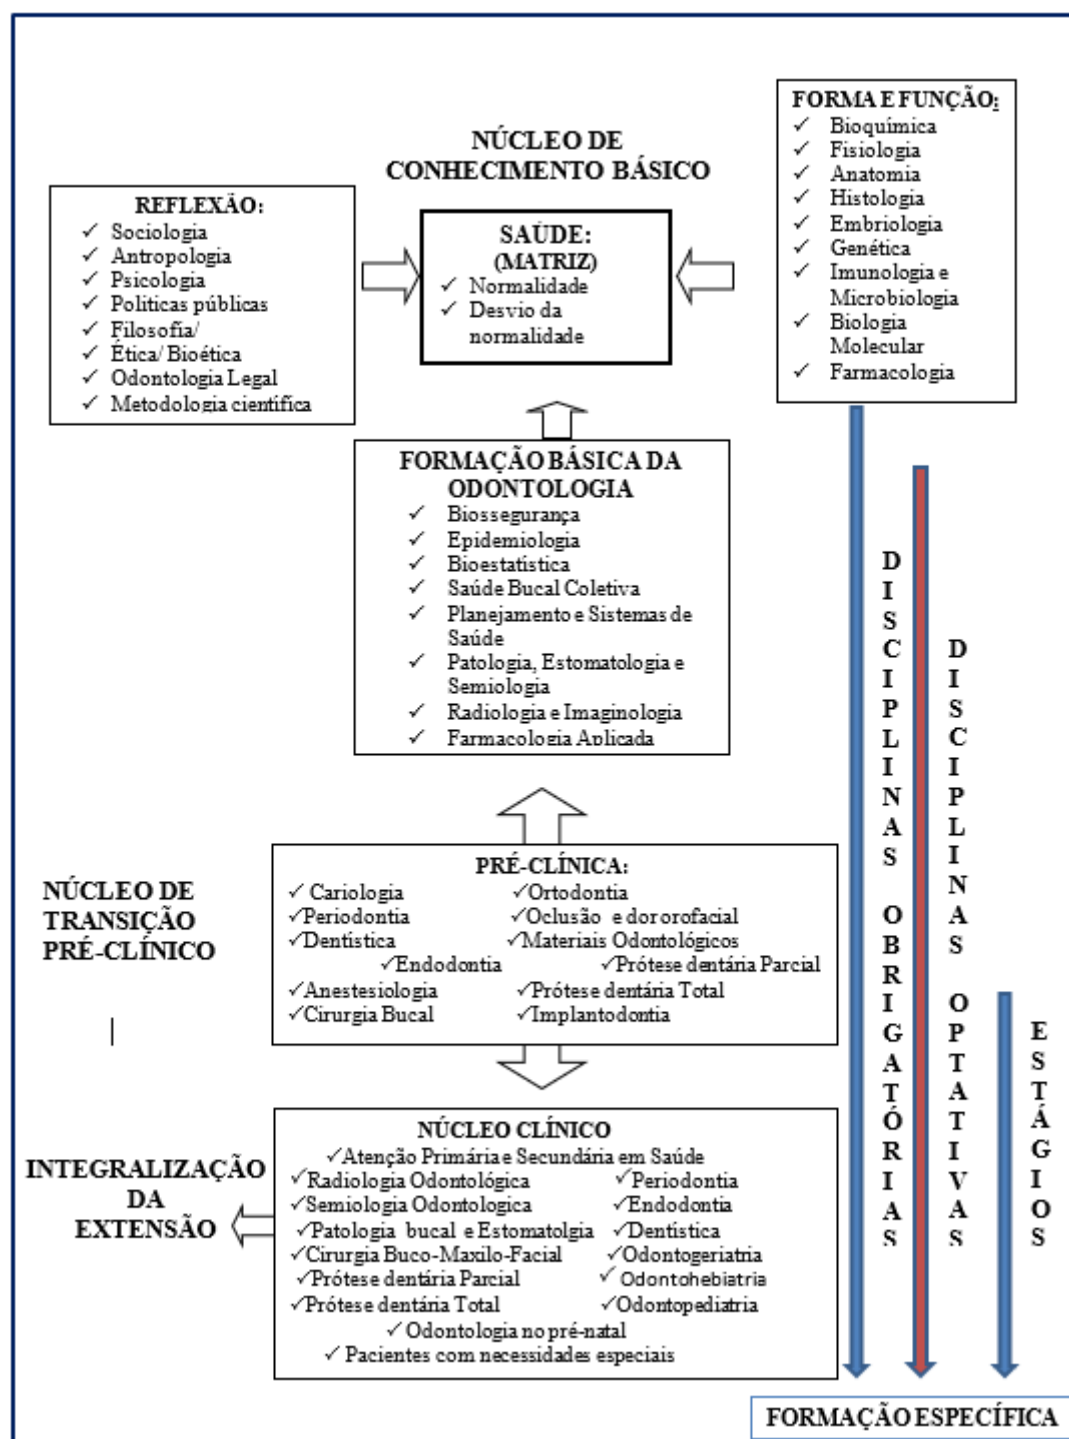 NÚCLEO DE
CONHECIMENTO BÁSICO
REFLEXÃO:
✓ Sociologia
✓ Antropologia
✓ Psicologia
✓ Politicas públicas
✓ Filosofia/
✓ Ética/ Bioética
✓ Odontologia Legal
✓ Metodologia científica
SAÚDE:
(MATRIZ)
✓ Normalidade
✓ Desvio da
normalidade
FORMA E FUNÇÃO:
✓ Bioquímica
✓ Fisiologia
✓ Anatomia
✓ Histologia
✓ Embriologia
✓ Genética
✓ Imunologia e
Microbiologia
✓ Biologia
Molecular
✓ Farmacologia
FORMAÇÃO BÁSICA DA
ODONTOLOGIA
✓ Biossegurança
✓ Epidemiologia
✓ Bioestatística
✓ Saúde Bucal Coletiva
✓ Planejamento e Sistemas de
Saúde
✓ Patologia, Estomatologia e
Semiologia
✓ Radiologia e Imaginologia
✓ Farmacologia Aplicada
NÚCLEO DE
TRANSIÇÃO
PRÉ-CLÍNICO
PRÉ-CLÍNICA:
✓ Cariologia ✓Ortodontia
✓Periodontia ✓Oclusão e dor orofacial
✓Dentística ✓Materiais Odontológicos
✓Endodontia ✓Prótese dentária Parcial
✓Anestesiologia ✓Prótese dentária Total
✓Cirurgia Bucal ✓Implantodontia
INTEGRALIZAÇÃO
DA
EXTENSÃO
NÚCLEO CLÍNICO
✓Atenção Primária e Secundária em Saúde
✓Radiologia Odontológica ✓Periodontia
✓Semiologia Odontologica ✓Endodontia
✓Patologia bucal e Estomatolgia ✓Dentística
✓Cirurgia Buco-Maxilo-Facial ✓Odontogeriatria
✓Prótese dentária Parcial ✓Odontohebiatria
✓Prótese dentária Total ✓Odontopediatria
✓Odontologia no pré-natal
✓ Pacientes com necessidades especiais
DISCIPLINAS OBRIGATÓRIAS
DISCIPLINAS OPTATIVAS
ESTÁGIOS
FORMAÇÃO ESPECÍFICA